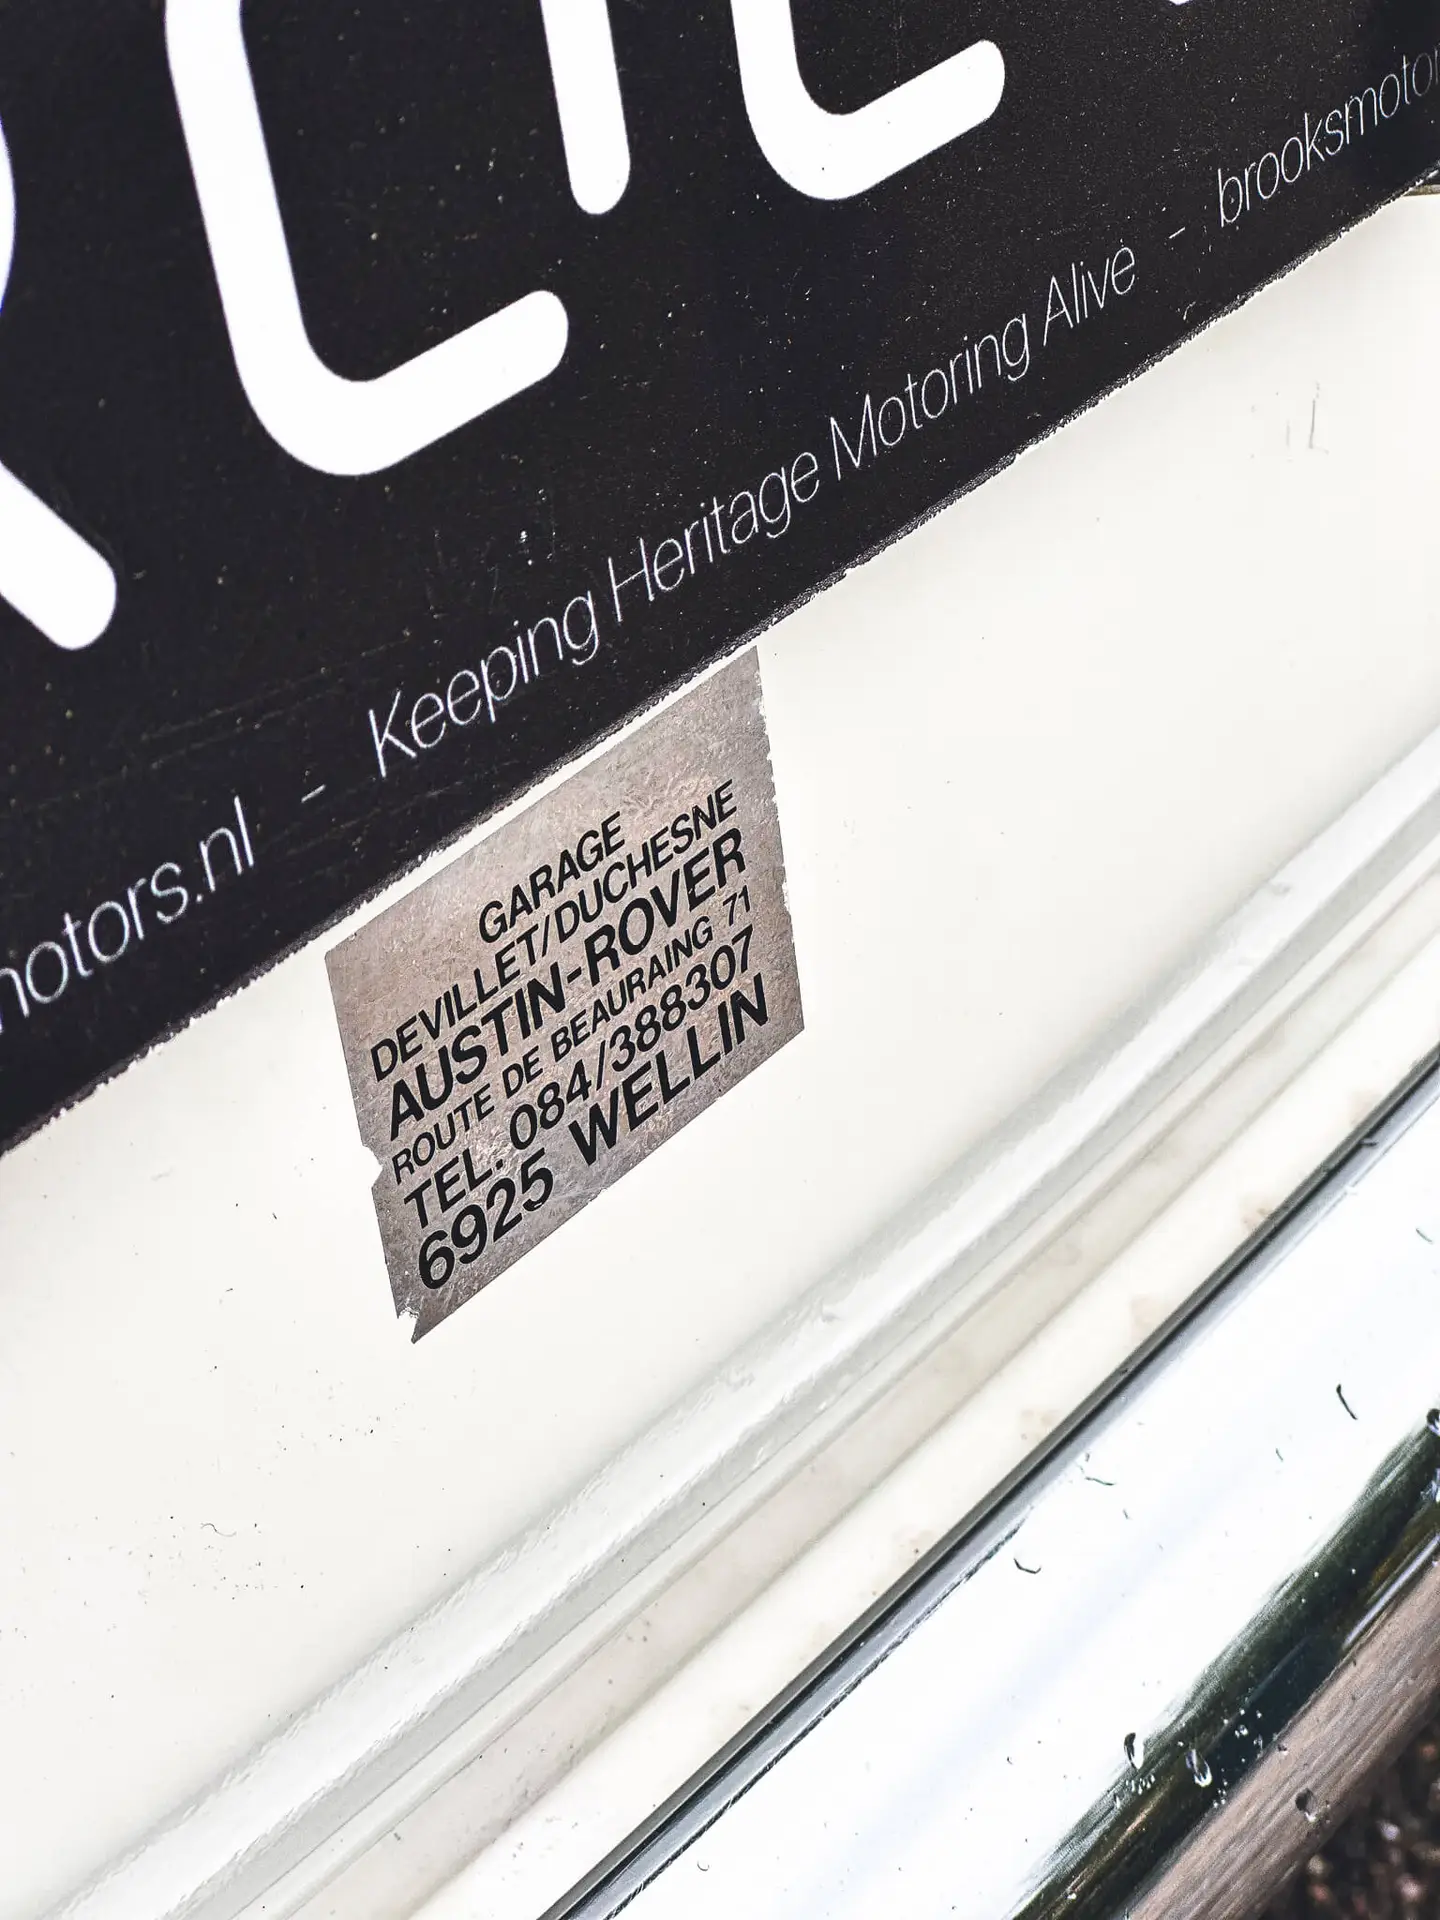 motors.nl - Keeping Heritage Motoring Alive - brooksmotor
GARAGE
DEVILLET/DUCHESNE
AUSTIN-ROVER
ROUTE DE BEAURAING 71
TEL. 084/388307
6925 WELLIN